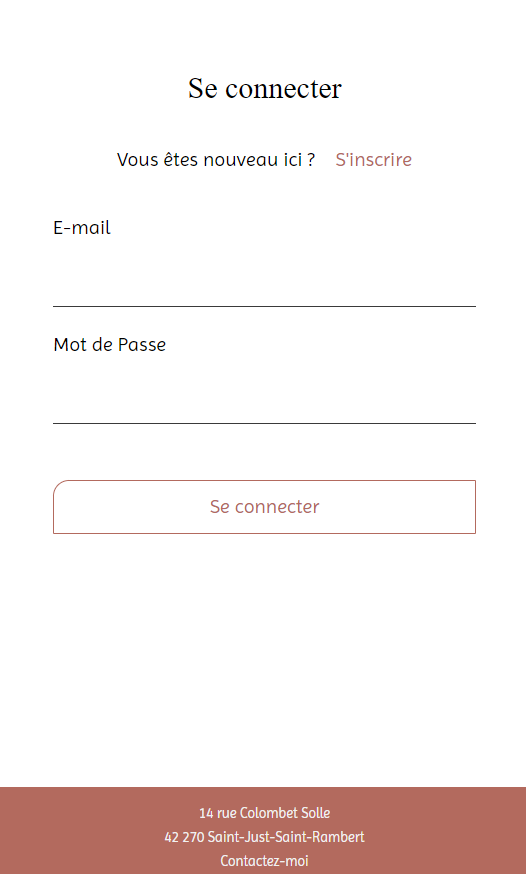 Se connecter
Vous êtes nouveau ici ? S'inscrire
E-mail
Mot de Passe
Se connecter
14 rue Colombet Solle
42 270 Saint-Just-Saint-Rambert
Contactez-moi